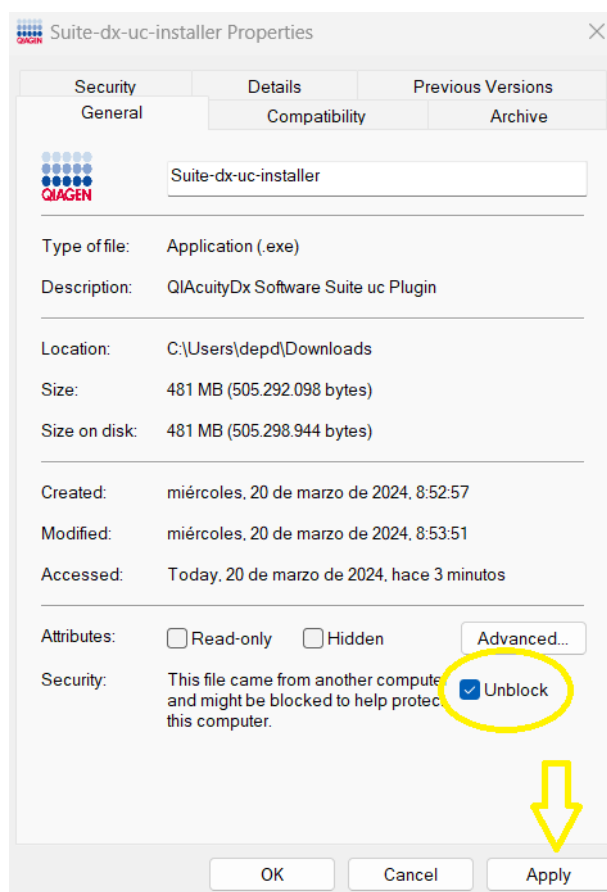 QIAGEN Suite-dx-uc-installer Properties
Security Details Previous Versions
General Compatibility Archive
QIAGEN
Suite-dx-uc-installer
Type of file: Application (.exe)
Description: QIAcuityDx Software Suite uc Plugin
Location: C:\Users\depd\Downloads
Size: 481 MB (505.292.098 bytes)
Size on disk: 481 MB (505.298.944 bytes)
Created: miércoles, 20 de marzo de 2024, 8:52:57
Modified: miércoles, 20 de marzo de 2024, 8:53:51
Accessed: Today, 20 de marzo de 2024, hace 3 minutos
Attributes: Read-only Hidden Advanced...
Security: This file came from another compute Unblock
and might be blocked to help protec
this computer.
OK Cancel Apply